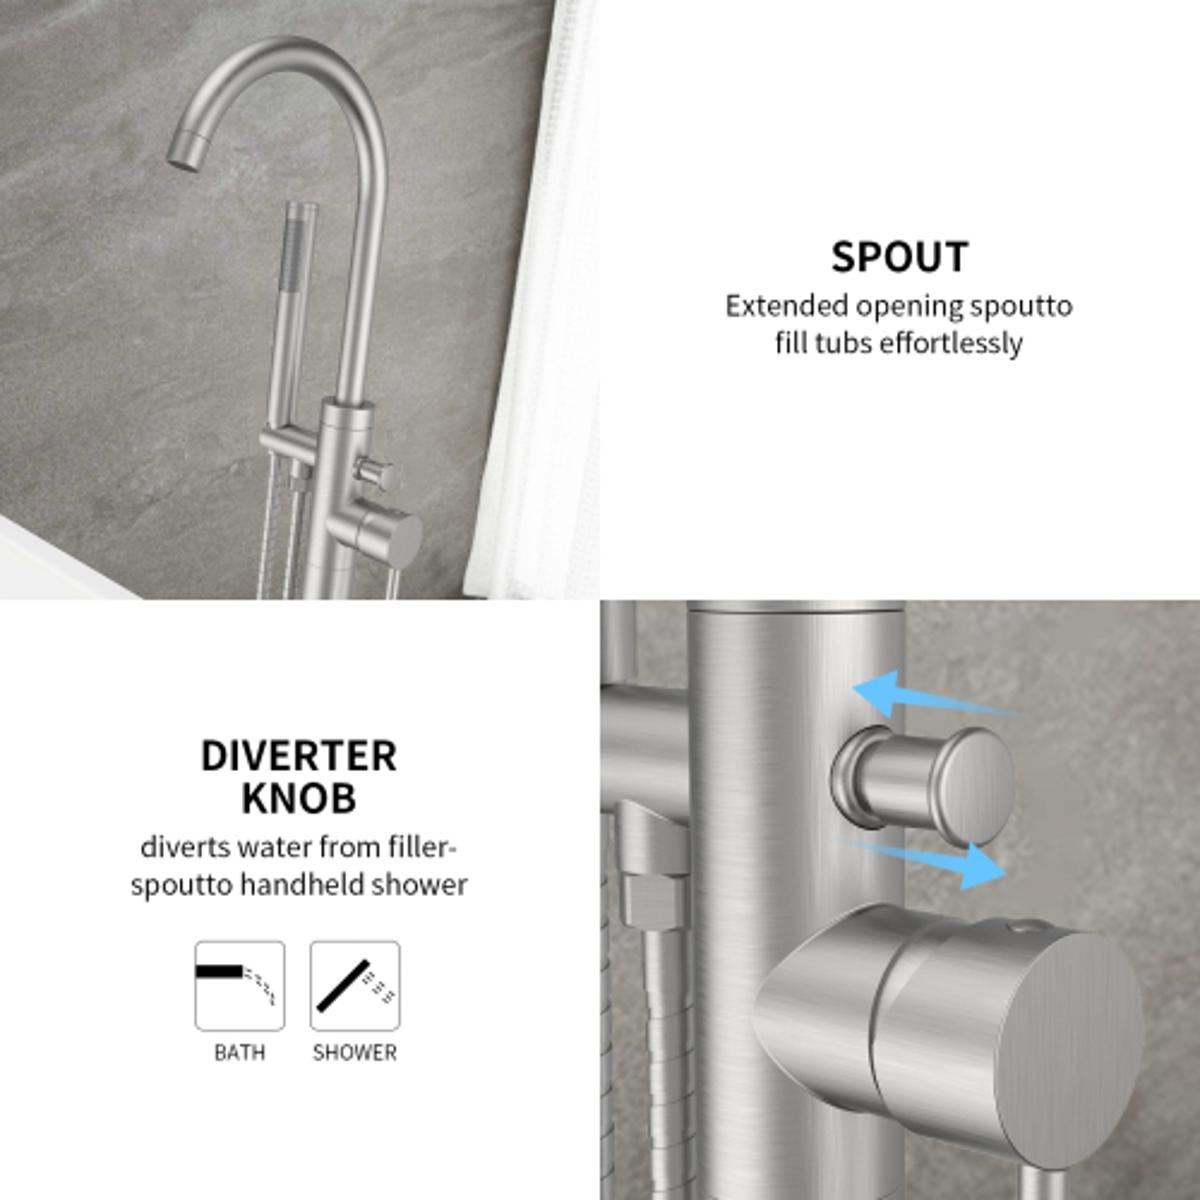 SPOUT
Extended opening spoutto
fill tubs effortlessly
DIVERTER
KNOB
diverts water from filler-
spoutto handheld shower
BATH
SHOWER